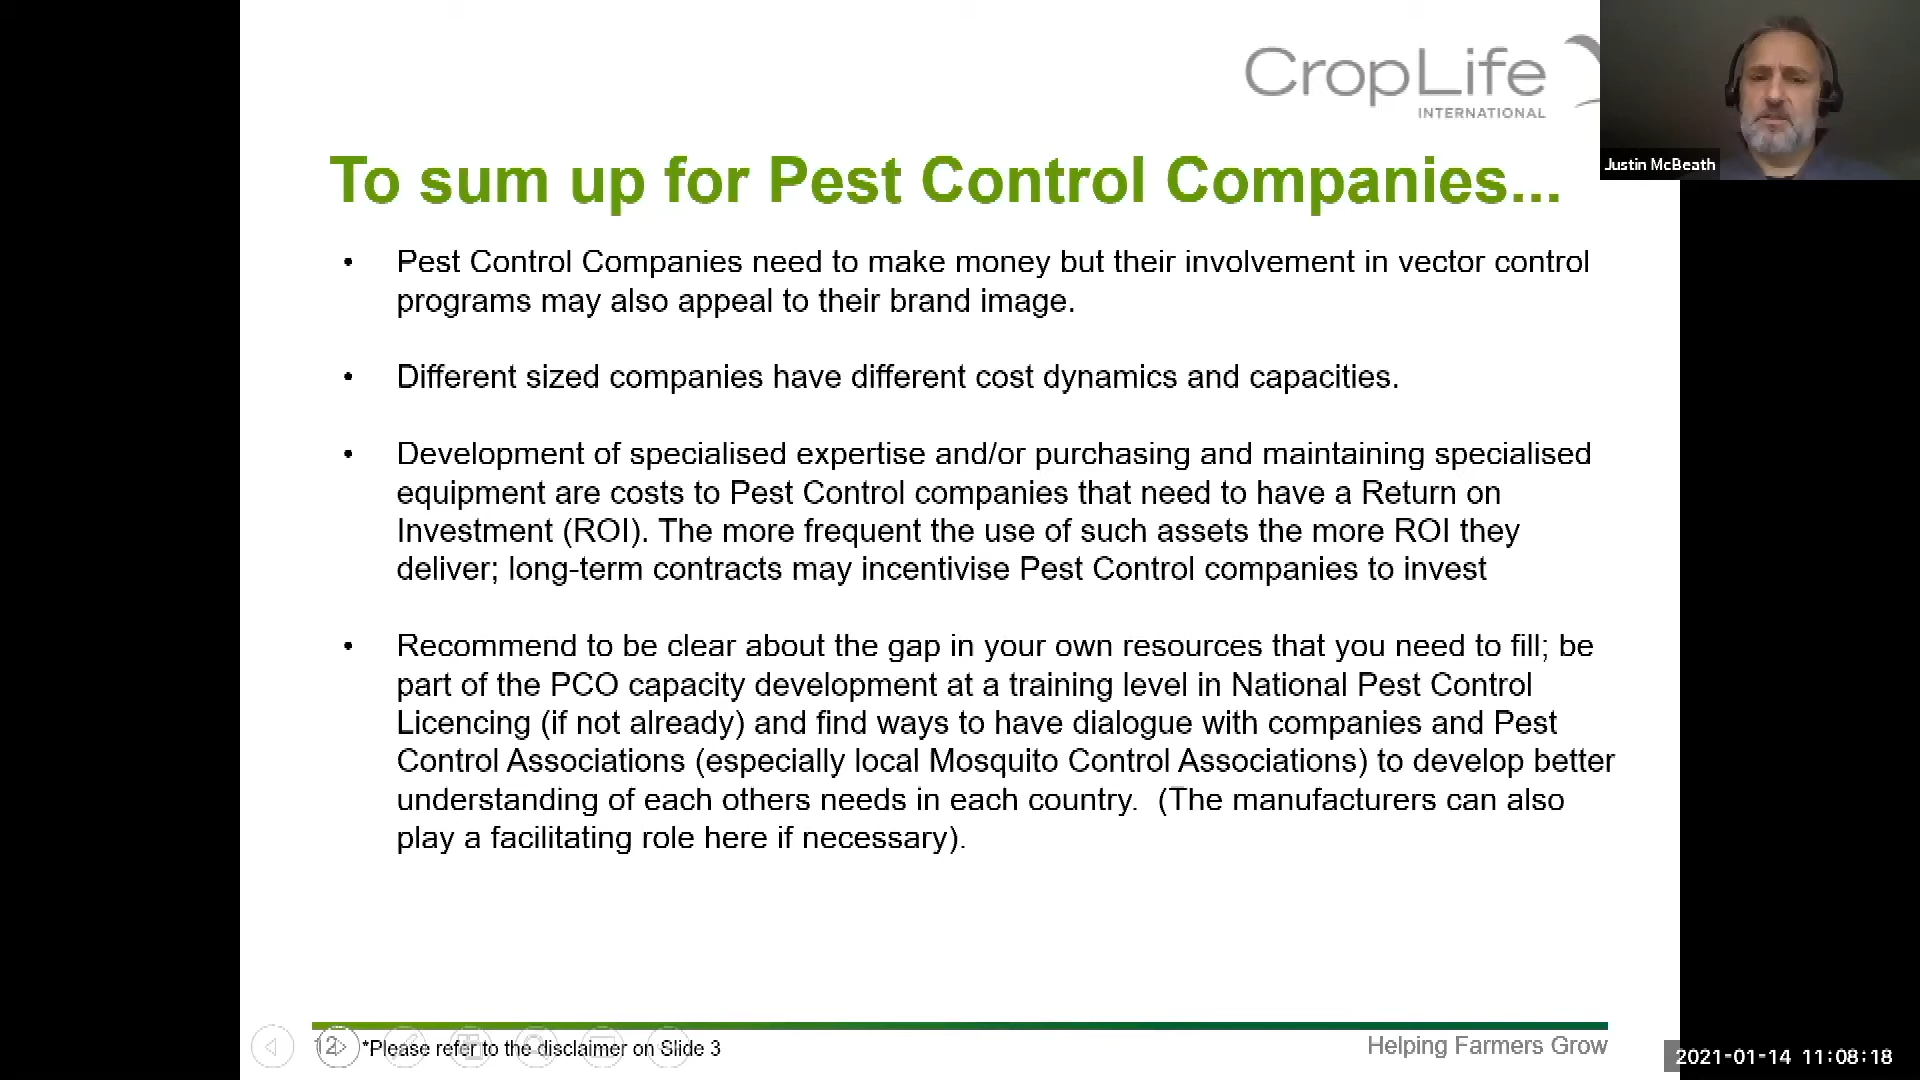 CropLife
INTERNATIONAL
Justin McBeath
To sum up for Pest Control Companies...
• Pest Control Companies need to make money but their involvement in vector control
programs may also appeal to their brand image.
• Different sized companies have different cost dynamics and capacities.
• Development of specialised expertise and/or purchasing and maintaining specialised
equipment are costs to Pest Control companies that need to have a Return on
Investment (ROI). The more frequent the use of such assets the more ROI they
deliver; long-term contracts may incentivise Pest Control companies to invest
• Recommend to be clear about the gap in your own resources that you need to fill; be
part of the PCO capacity development at a training level in National Pest Control
Licencing (if not already) and find ways to have dialogue with companies and Pest
Control Associations (especially local Mosquito Control Associations) to develop better
understanding of each others needs in each country.  (The manufacturers can also
play a facilitating role here if necessary).
12 *Please refer to the disclaimer on Slide 3
Helping Farmers Grow
2021-01-14 11:08:18